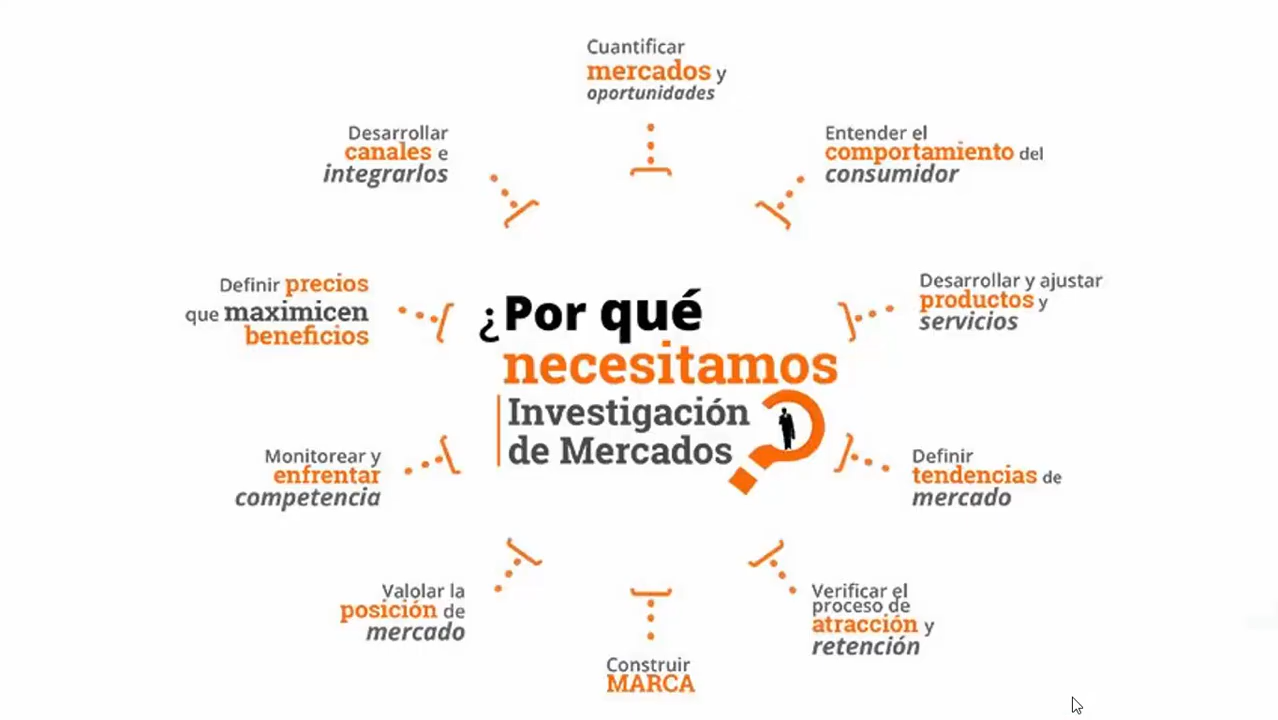 Cuantificar
mercados y
oportunidades
Desarrollar
canales e
integrarlos
Entender el
comportamiento del
consumidor
Definir precios
que maximicen
beneficios
Desarrollar y ajustar
productos y
servicios
¿Por qué
necesitamos
Investigación
de Mercados?
Monitorear y
enfrentar
competencia
Definir
tendencias de
mercado
Valolar la
posición de
mercado
Verificar el
proceso de
atracción y
retención
Construir
MARCA